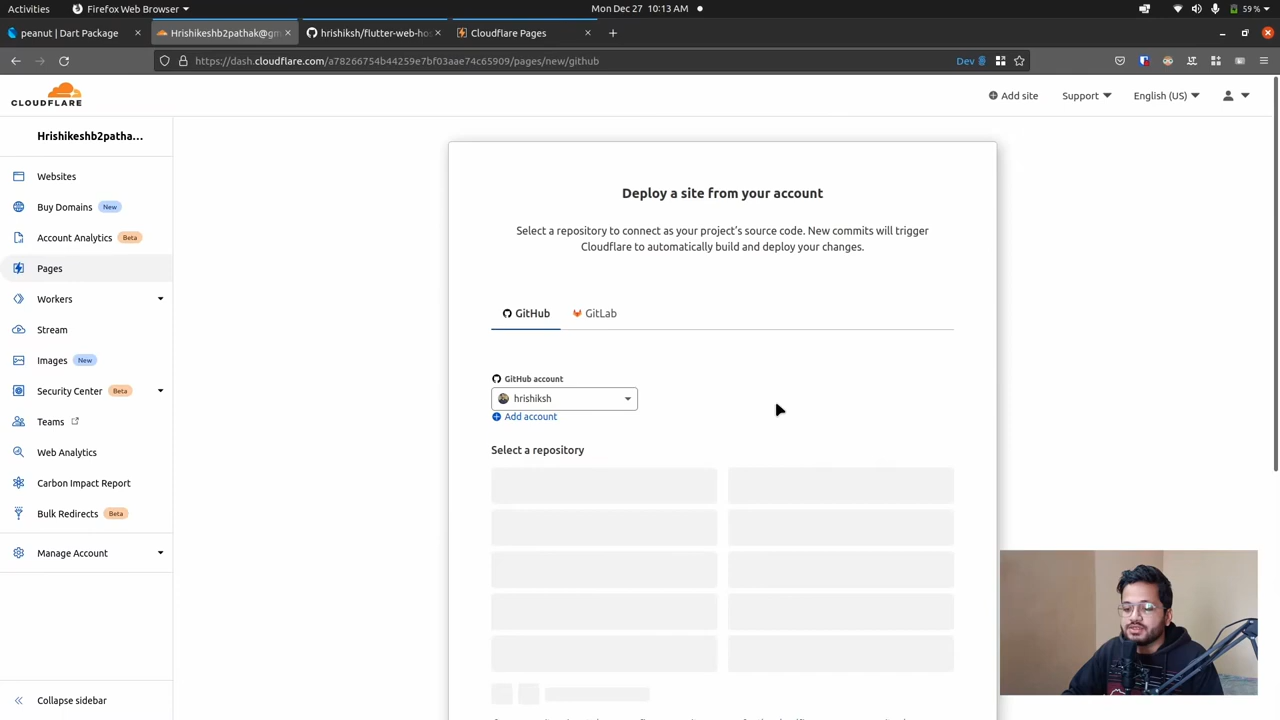 Activities
Firefox Web Browser
Mon Dec 27 10:13 AM
59 %
peanut | Dart Package
Hrishikeshb2pathak@gm
hrishiksh/flutter-web-hos
Cloudflare Pages
https://dash.cloudflare.com/a78266754b44259e7bf03aae74c65909/pages/new/github
Dev
CLOUDFLARE
Add site
Support
English (US)
Hrishikeshb2patha...
Websites
Buy Domains New
Account Analytics Beta
Pages
Workers
Stream
Images New
Security Center Beta
Teams
Web Analytics
Carbon Impact Report
Bulk Redirects Beta
Manage Account
Collapse sidebar
Deploy a site from your account
Select a repository to connect as your project's source code. New commits will trigger
Cloudflare to automatically build and deploy your changes.
GitHub
GitLab
GitHub account
hrishiksh
Add account
Select a repository